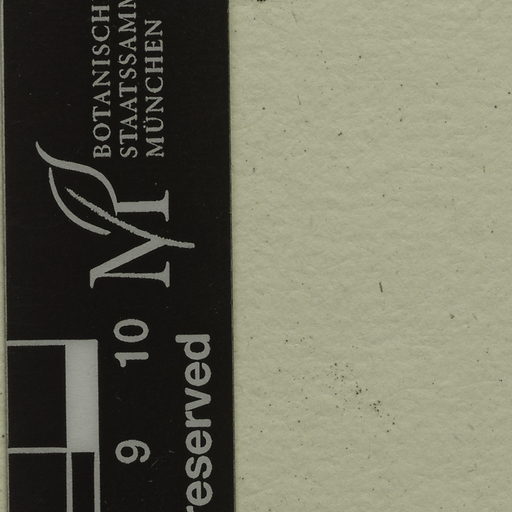 BOTANISCH
STAATSSAMM
MÜNCHEN
M
9 10
reserved